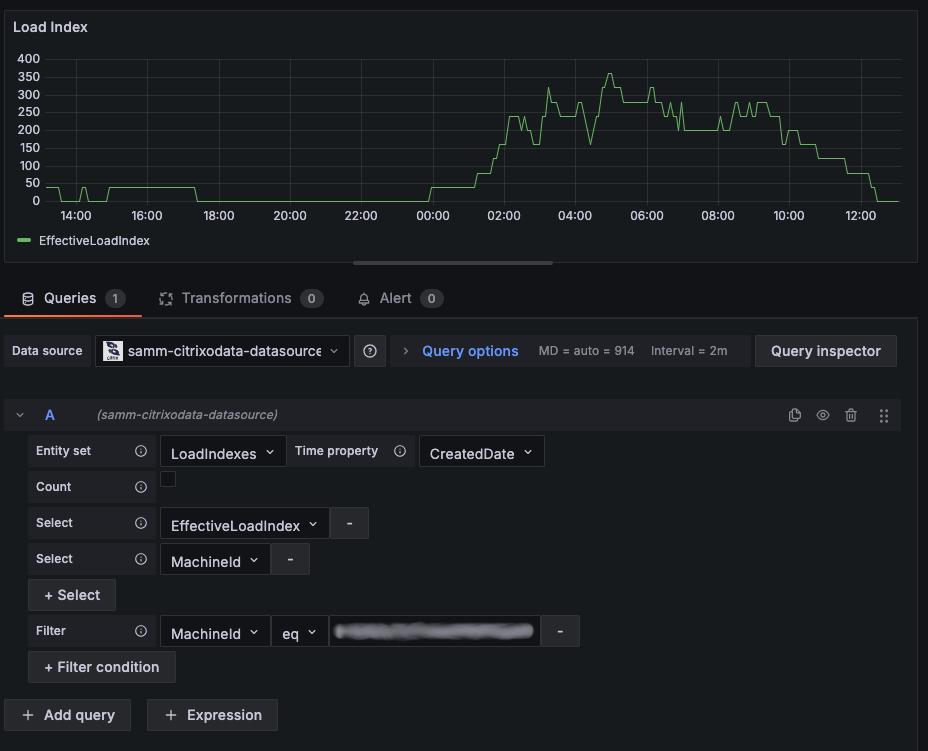 Load Index
400
350
300
250
200
150
100
50
0
14:00 16:00 18:00 20:00 22:00 00:00 02:00 04:00 06:00 08:00 10:00 12:00
EffectiveLoadIndex
Queries 1 Transformations 0 Alert 0
Data source samm-citrixodata-datasource Query options MD = auto = 914 Interval = 2m Query inspector
A (samm-citrixodata-datasource)
Entity set LoadIndexes Time property CreatedDate
Count
Select EffectiveLoadIndex -
Select MachineId -
+ Select
Filter MachineId eq -
+ Filter condition
+ Add query + Expression